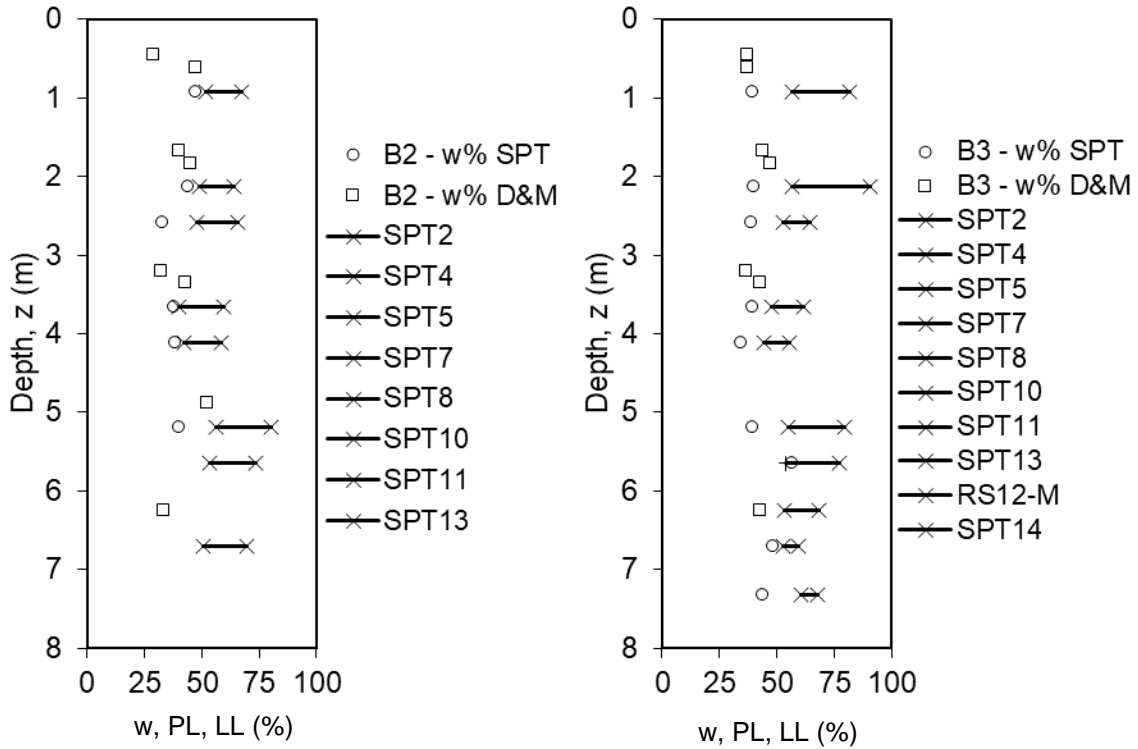 0
1
2
3
4
5
6
7
8
Depth, z (m)
0 25 50 75 100
w, PL, LL (%)
B2 - w% SPT
B2 - w% D&M
SPT2
SPT4
SPT5
SPT7
SPT8
SPT10
SPT11
SPT13
0
1
2
3
4
5
6
7
8
Depth, z (m)
0 25 50 75 100
w, PL, LL (%)
B3 - w% SPT
B3 - w% D&M
SPT2
SPT4
SPT5
SPT7
SPT8
SPT10
SPT11
SPT13
RS12-M
SPT14